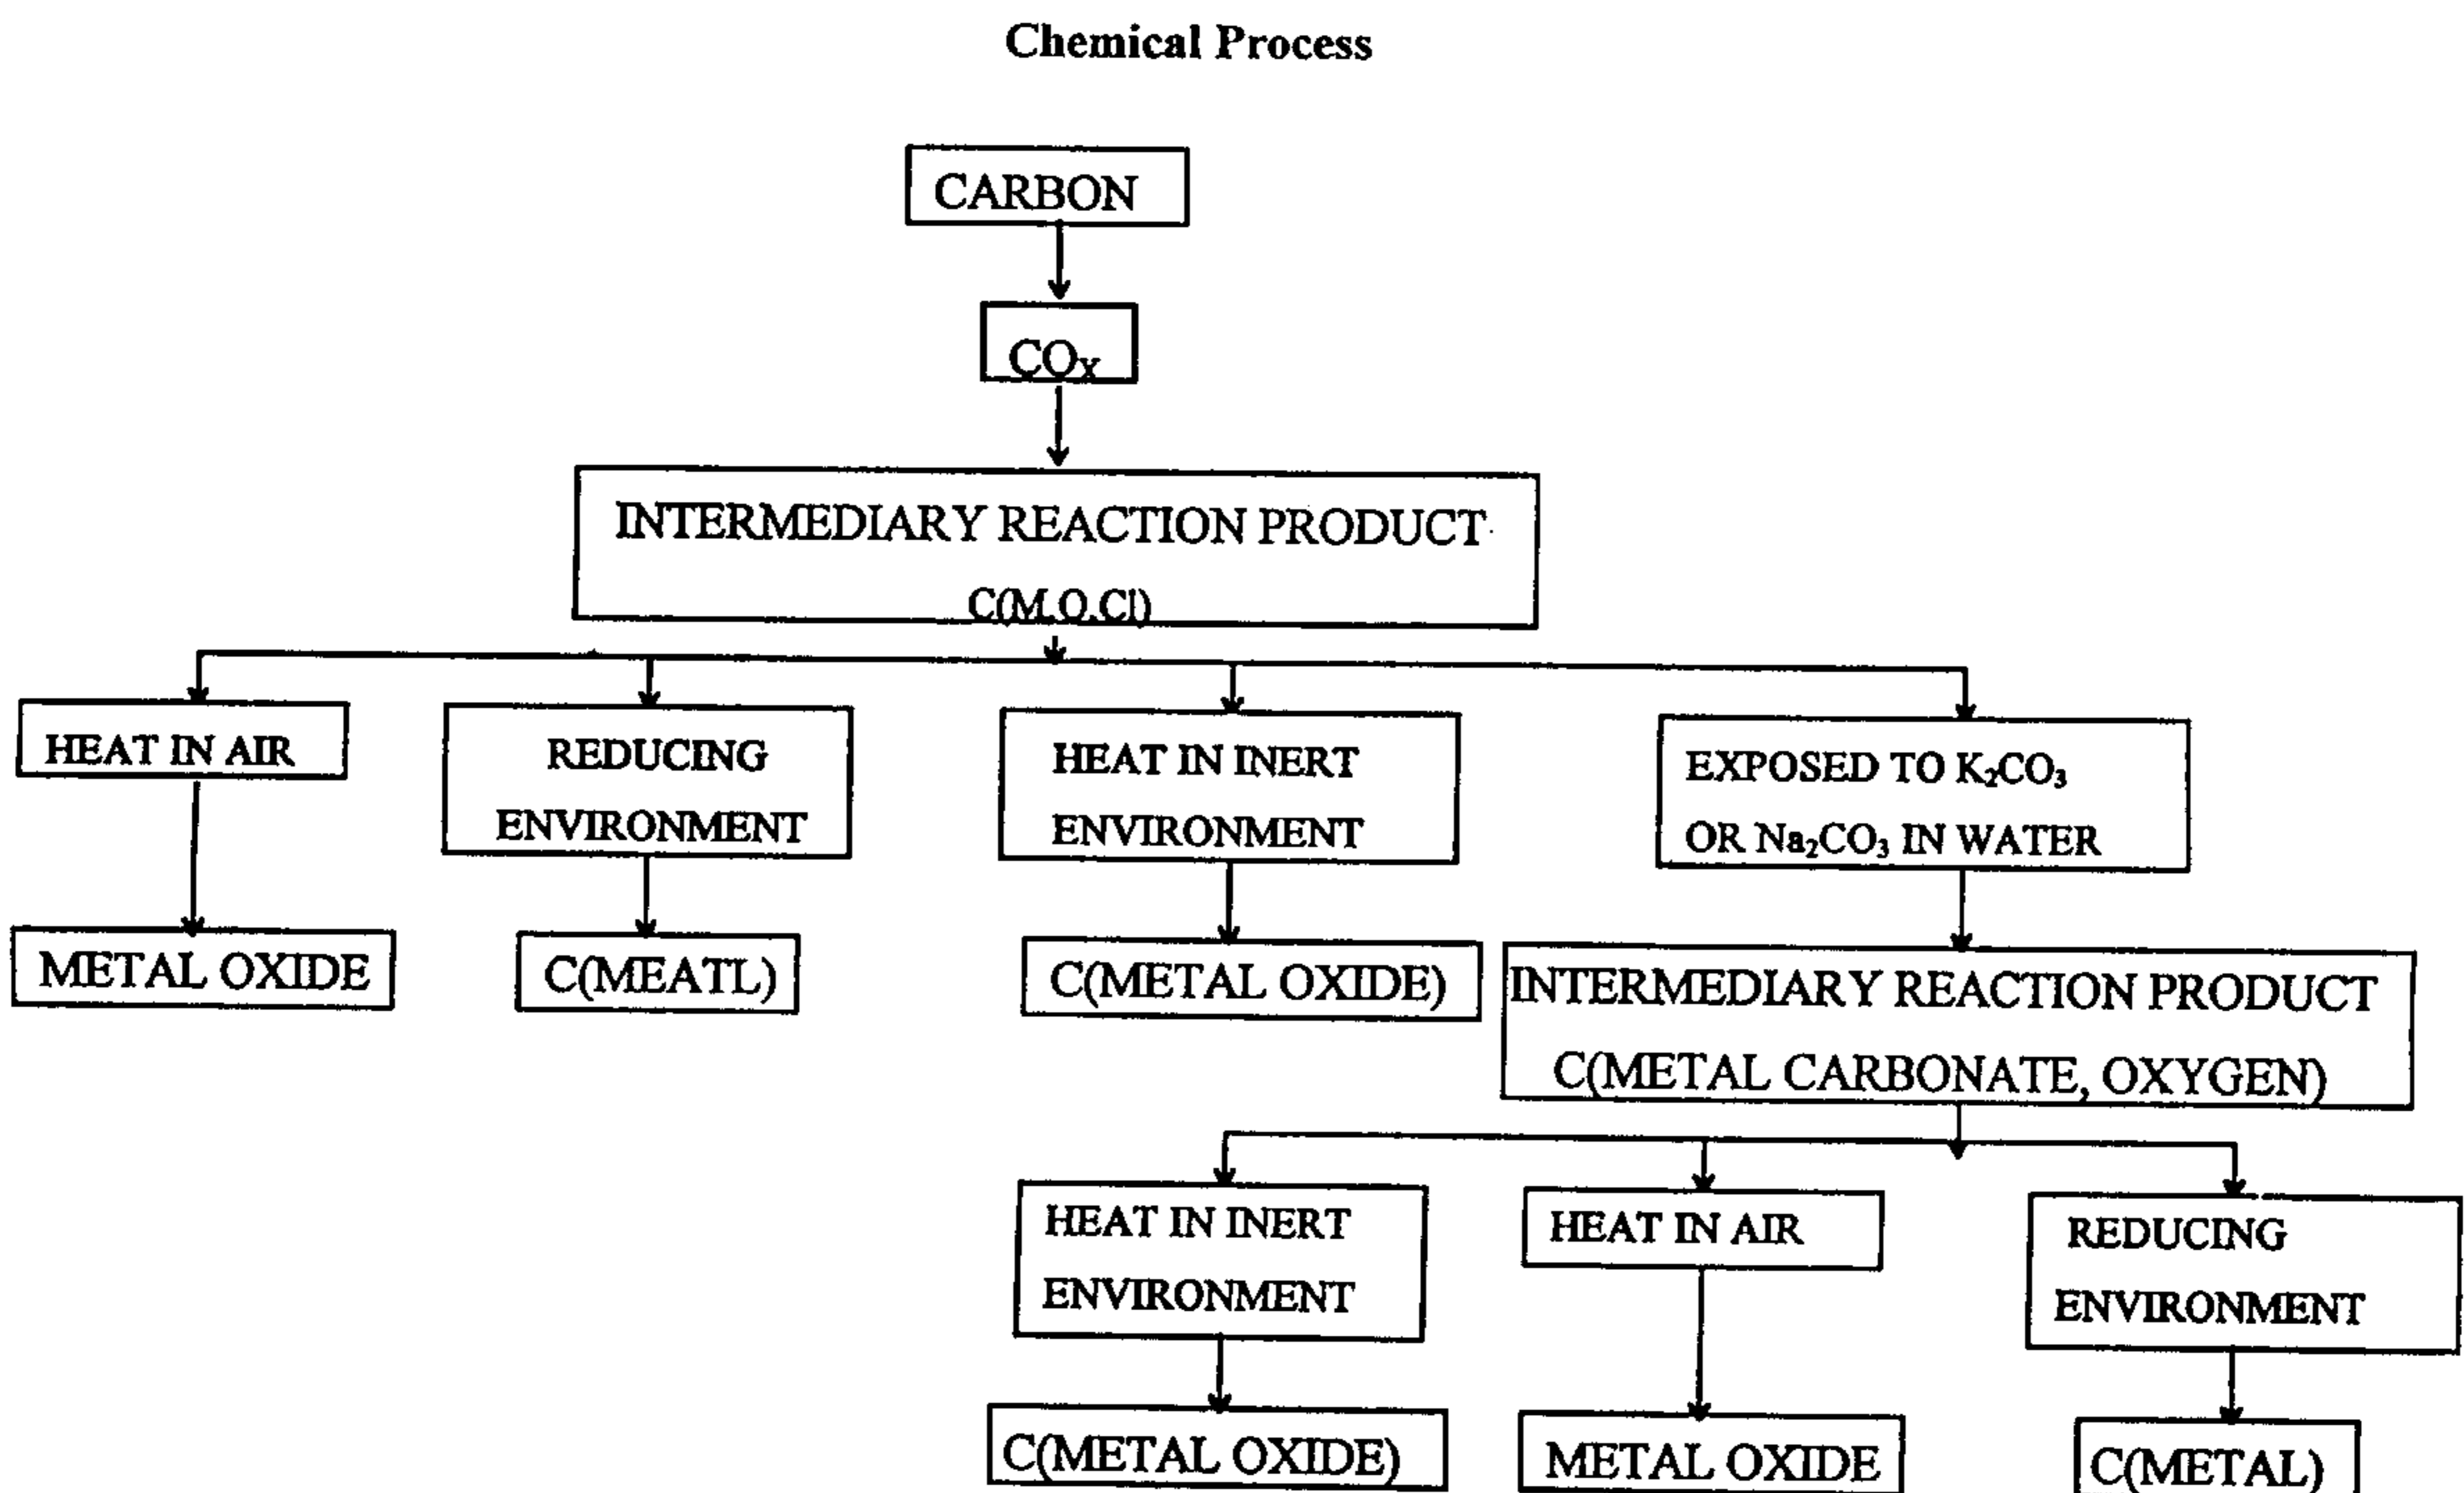 Chemical Process
CARBON
COₓ
INTERMEDIARY REACTION PRODUCT
C(M,O,Cl)
HEAT IN AIR
REDUCING
ENVIRONMENT
HEAT IN INERT
ENVIRONMENT
EXPOSED TO K₂CO₃
OR Na₂CO₃ IN WATER
METAL OXIDE
C(MEATL)
C(METAL OXIDE)
INTERMEDIARY REACTION PRODUCT
C(METAL CARBONATE, OXYGEN)
HEAT IN INERT
ENVIRONMENT
HEAT IN AIR
REDUCING
ENVIRONMENT
C(METAL OXIDE)
METAL OXIDE
C(METAL)